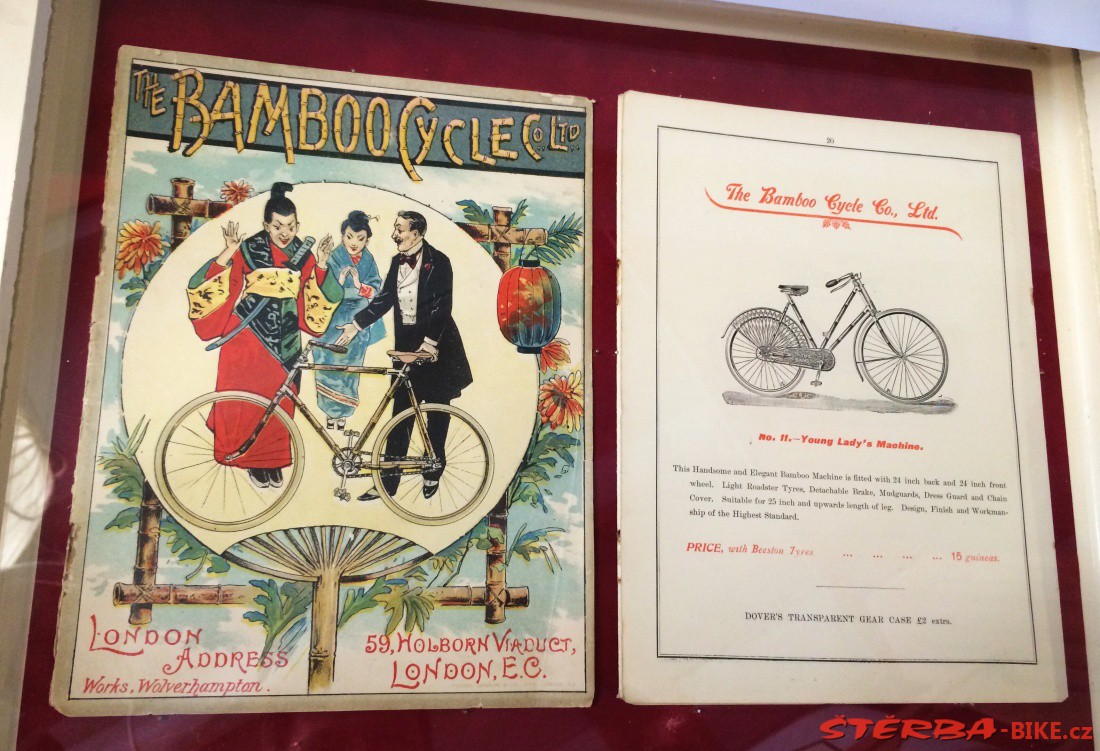 THE BAMBOO CYCLE CO. LTD
LONDON
ADDRESS
Works, Wolverhampton.
59, HOLBORN VIADUCT,
LONDON, E.C.
20
The Bamboo Cycle Co., Ltd.
No. 11.—Young Lady's Machine.
This Handsome and Elegant Bamboo Machine is fitted with 24 inch back and 24 inch front
wheel. Light Roadster Tyres, Detachable Brake, Mudguards, Dress Guard and Chain
Cover. Suitable for 25 inch and upwards length of leg. Design, Finish and Workman-
ship of the Highest Standard.
PRICE, with Beeston Tyres ... ... ... ... 15 guineas.
DOVER'S TRANSPARENT GEAR CASE £2 extra.
ŠTĚRBA-BIKE.cz